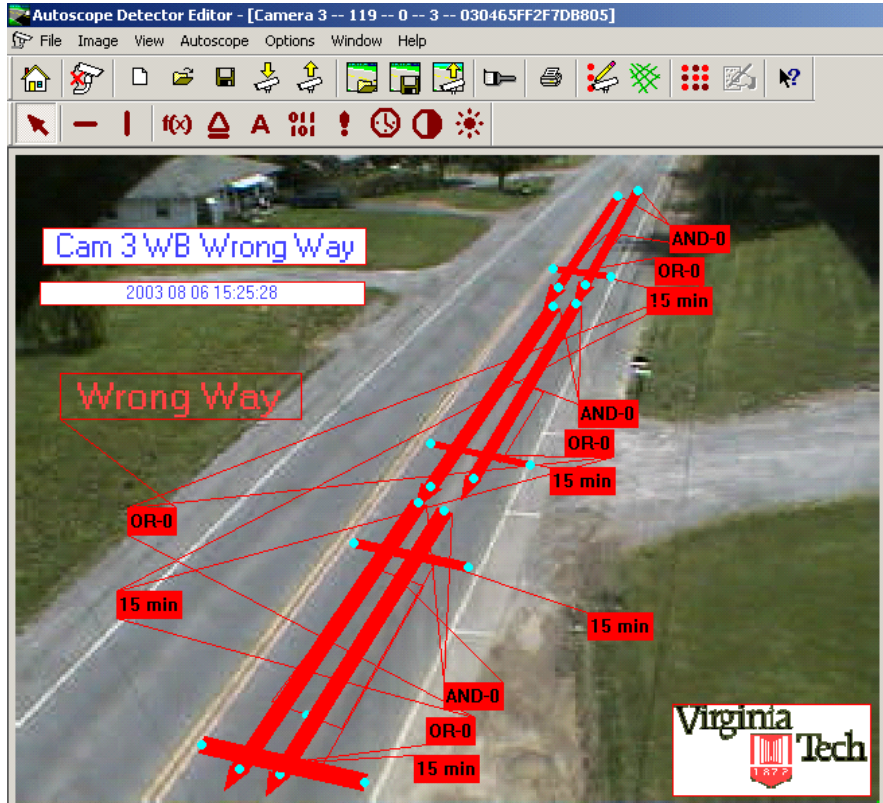 Autoscope Detector Editor - [Camera 3 -- 119 -- 0 -- 3 -- 030465FF2F7DB805]
File Image View Autoscope Options Window Help
f(x) A 011 101 !
Cam 3 WB Wrong Way
2003 08 06 15:25:28
AND-0
OR-0
15 min
Wrong Way
AND-0
OR-0
15 min
OR-0
15 min
15 min
AND-0
OR-0
15 min
Virginia
Tech
1872